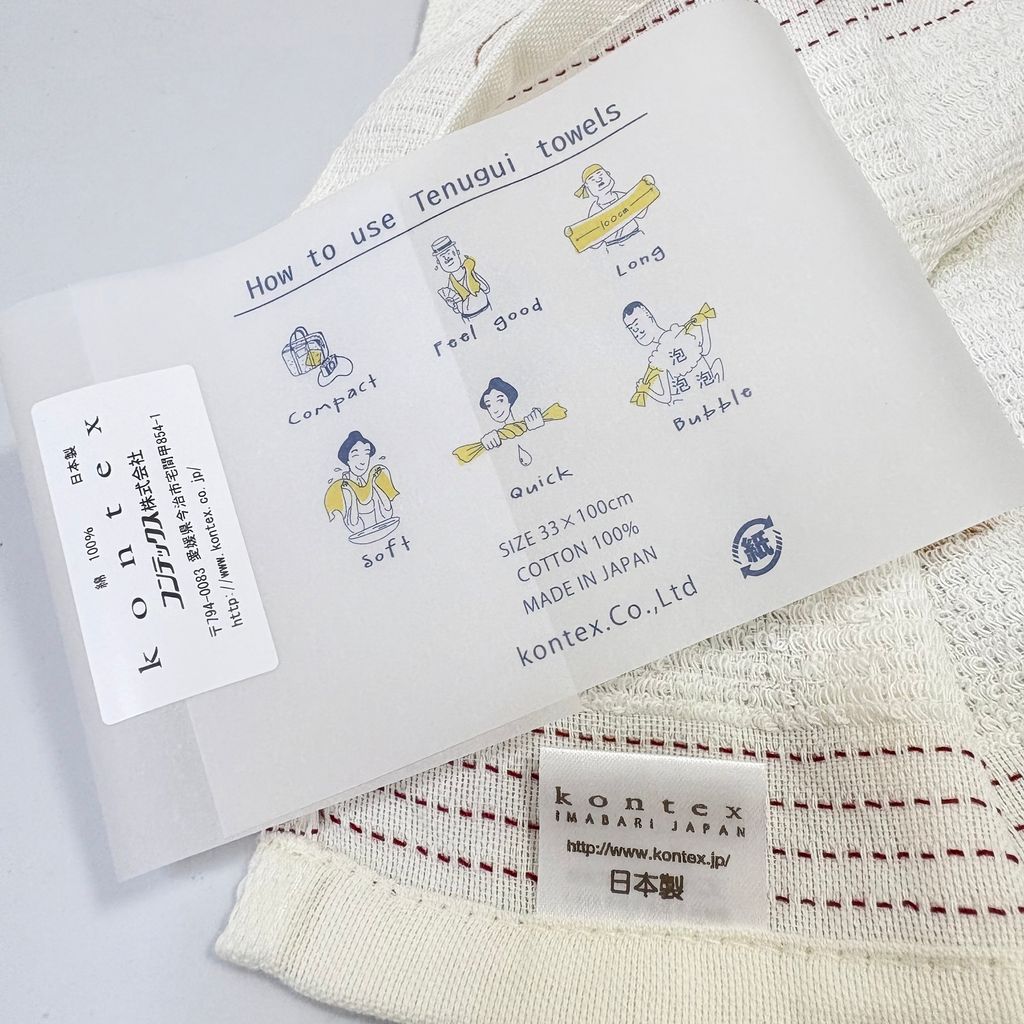 How to use Tenugui towels
Compact
Feel good
100cm
Long
soft
Quick
泡
泡 泡
Bubble
SIZE 33×100cm
COTTON 100%
MADE IN JAPAN
kontex.Co.,Ltd
紙
綿 100% 日本製
kontex
コンテックス株式会社
〒794-0083 愛媛県今治市宅間甲854-1
http://www.kontex.co.jp/
kontex
IMABARI JAPAN
http://www.kontex.jp/
日本製